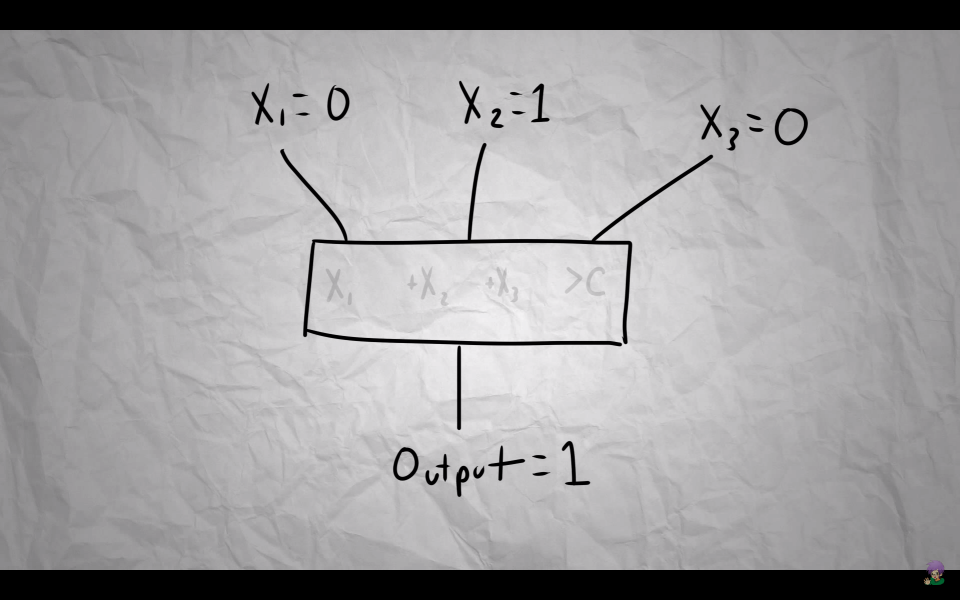 X₁=0
X₂=1
X₃=0
X₁ +X₂ +X₃ >C
Output=1